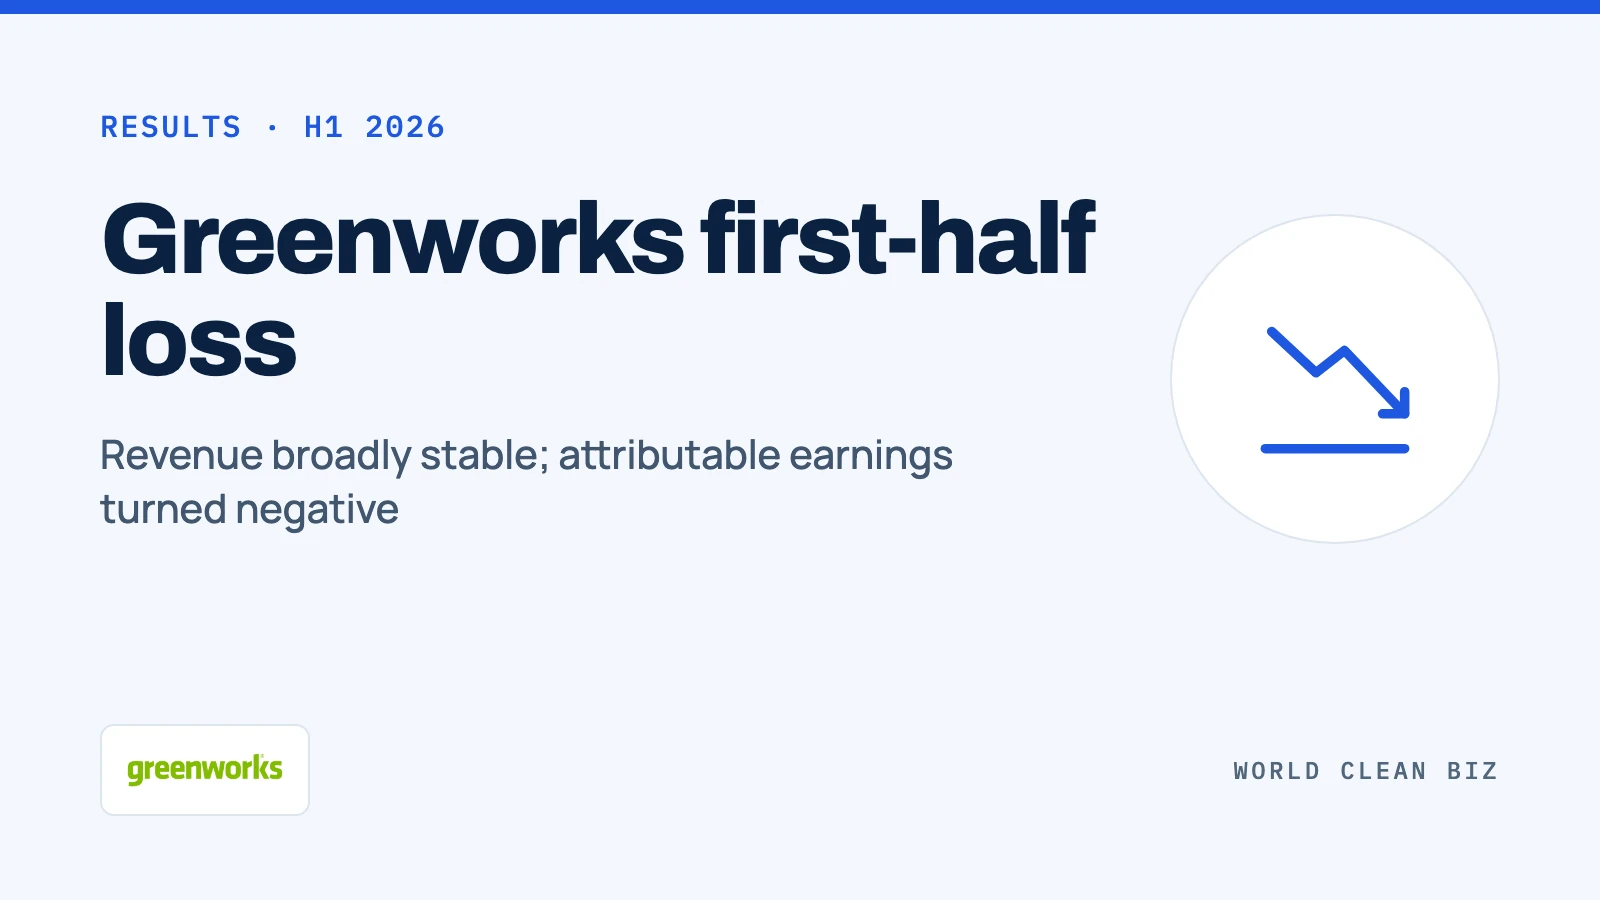 RESULTS · H1 2026
Greenworks first-half
loss
Revenue broadly stable; attributable earnings
turned negative
greenworks
WORLD CLEAN BIZ